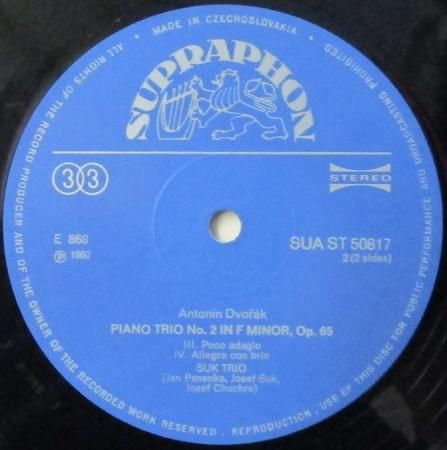 MADE IN CZECHOSLOVAKIA
ALL RIGHTS OF THE RECORD PRODUCER AND OF THE OWNER OF THE RECORDED WORK RESERVED . REPRODUCTION, LENDING, USE OF THIS DISC FOR PUBLIC PERFORMANCE AND BROADCASTING PROHIBITED
SUPRAPHON
33
STEREO
E 868
SUA ST 50817
Ⓟ 1967
2 (2 sides)
Antonín Dvořák
PIANO TRIO No. 2 IN F MINOR, Op. 65
III. Poco adagio
IV. Allegro con brio
SUK TRIO
(Jan Panenka, Josef Suk,
Josef Chuchro)